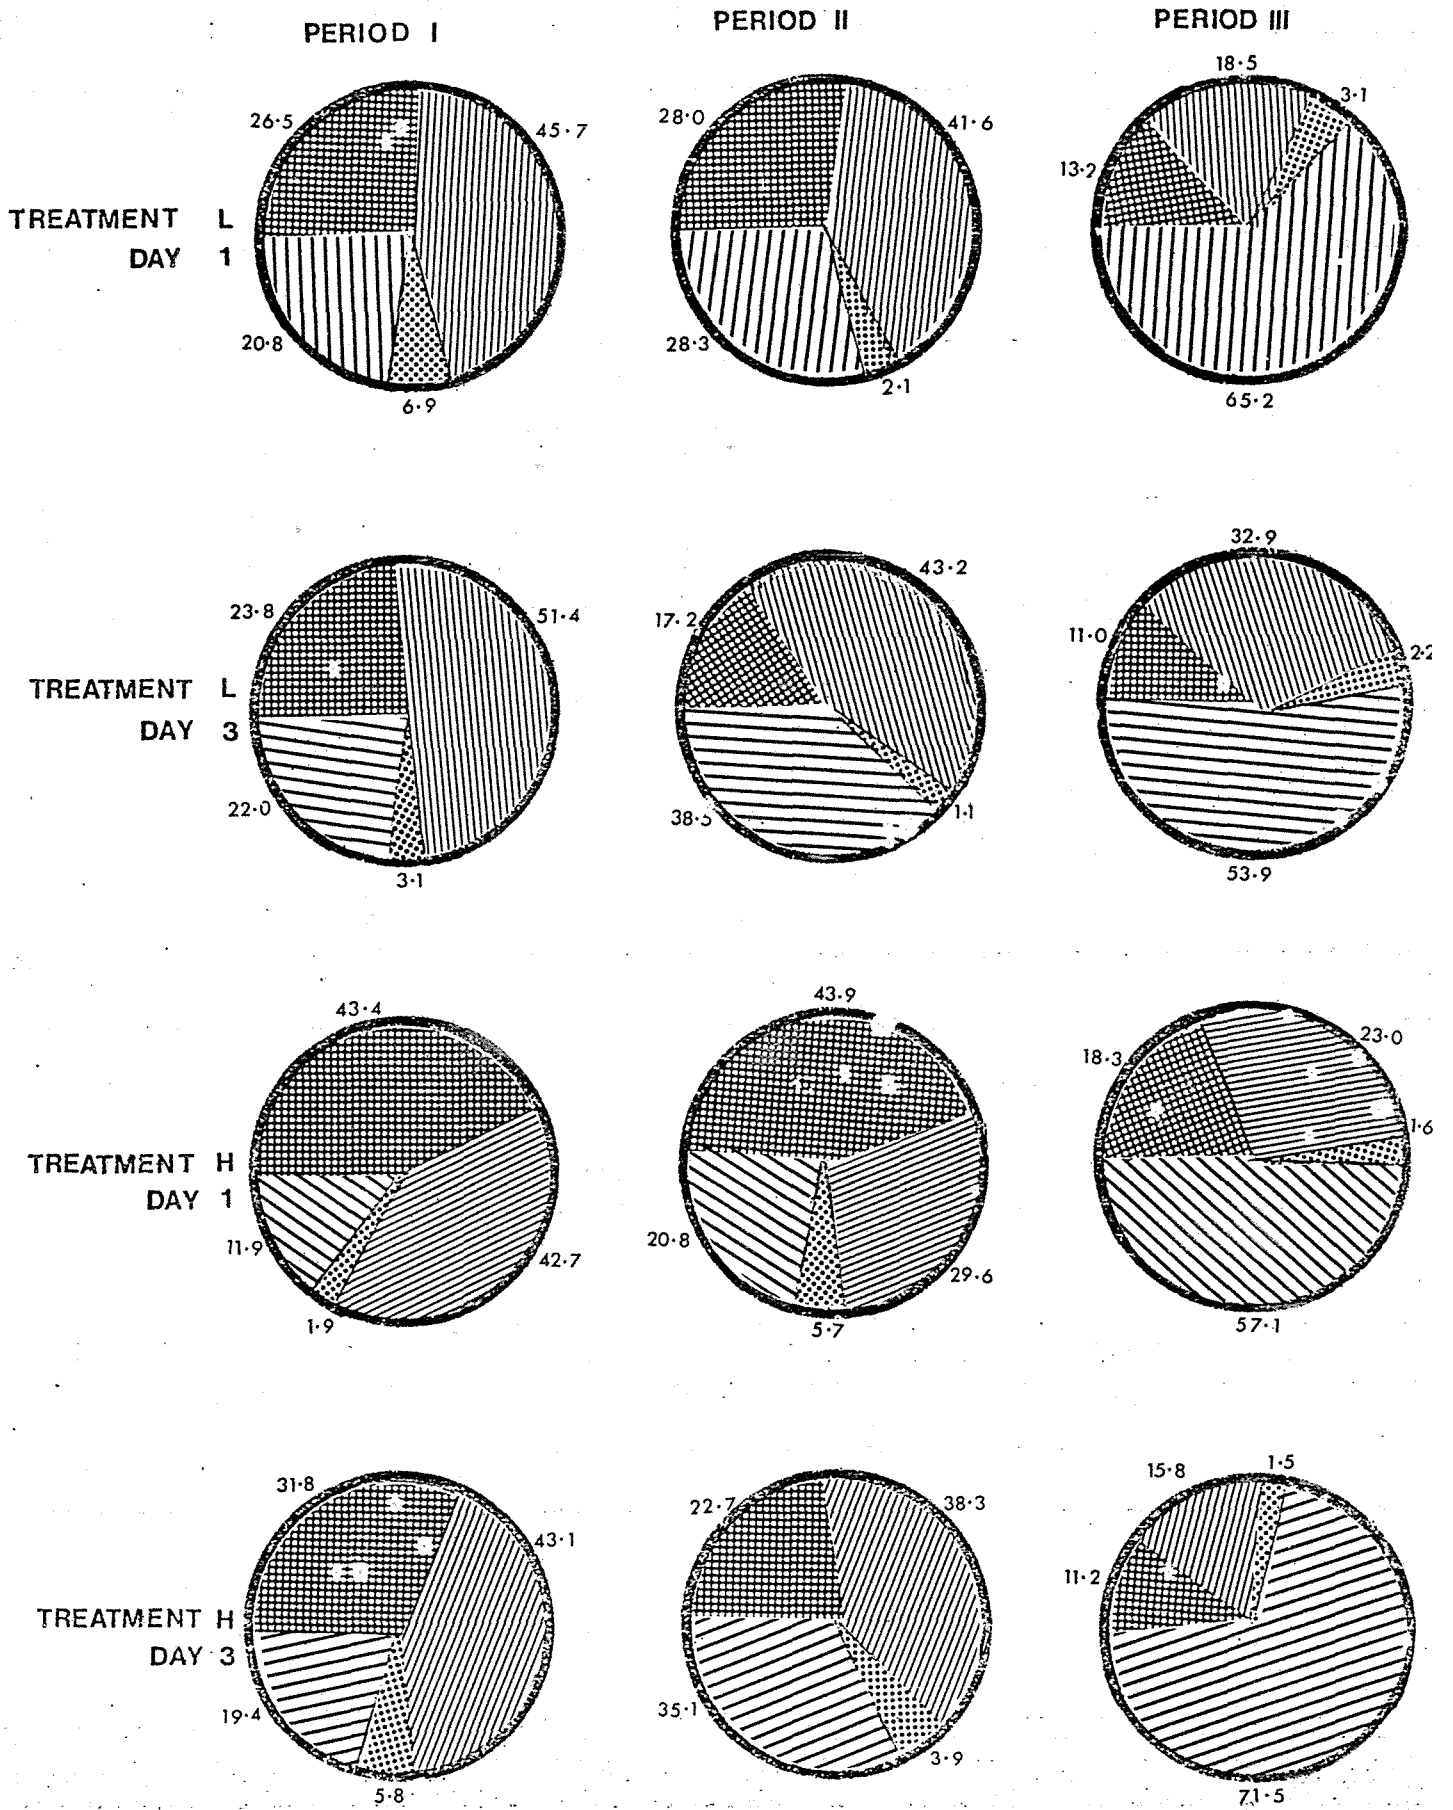 PERIOD I PERIOD II PERIOD III
26·5 45·7 28·0 41·6 18·5 3·1 13·2
TREATMENT L
DAY 1
20·8 6·9 28·3 2·1 65·2
23·8 51·4 17·2 43·2 32·9 11·0 2·2
TREATMENT L
DAY 3
22·0 3·1 38·5 1·1 53·9
43·4 43·9 18·3 23·0 1·6
TREATMENT H
DAY 1
11·9 42·7 1·9 20·8 29·6 5·7 57·1
31·8 43·1 22·7 38·3 15·8 1·5 11·2
TREATMENT H
DAY 3
19·4 5·8 35·1 3·9 71·5